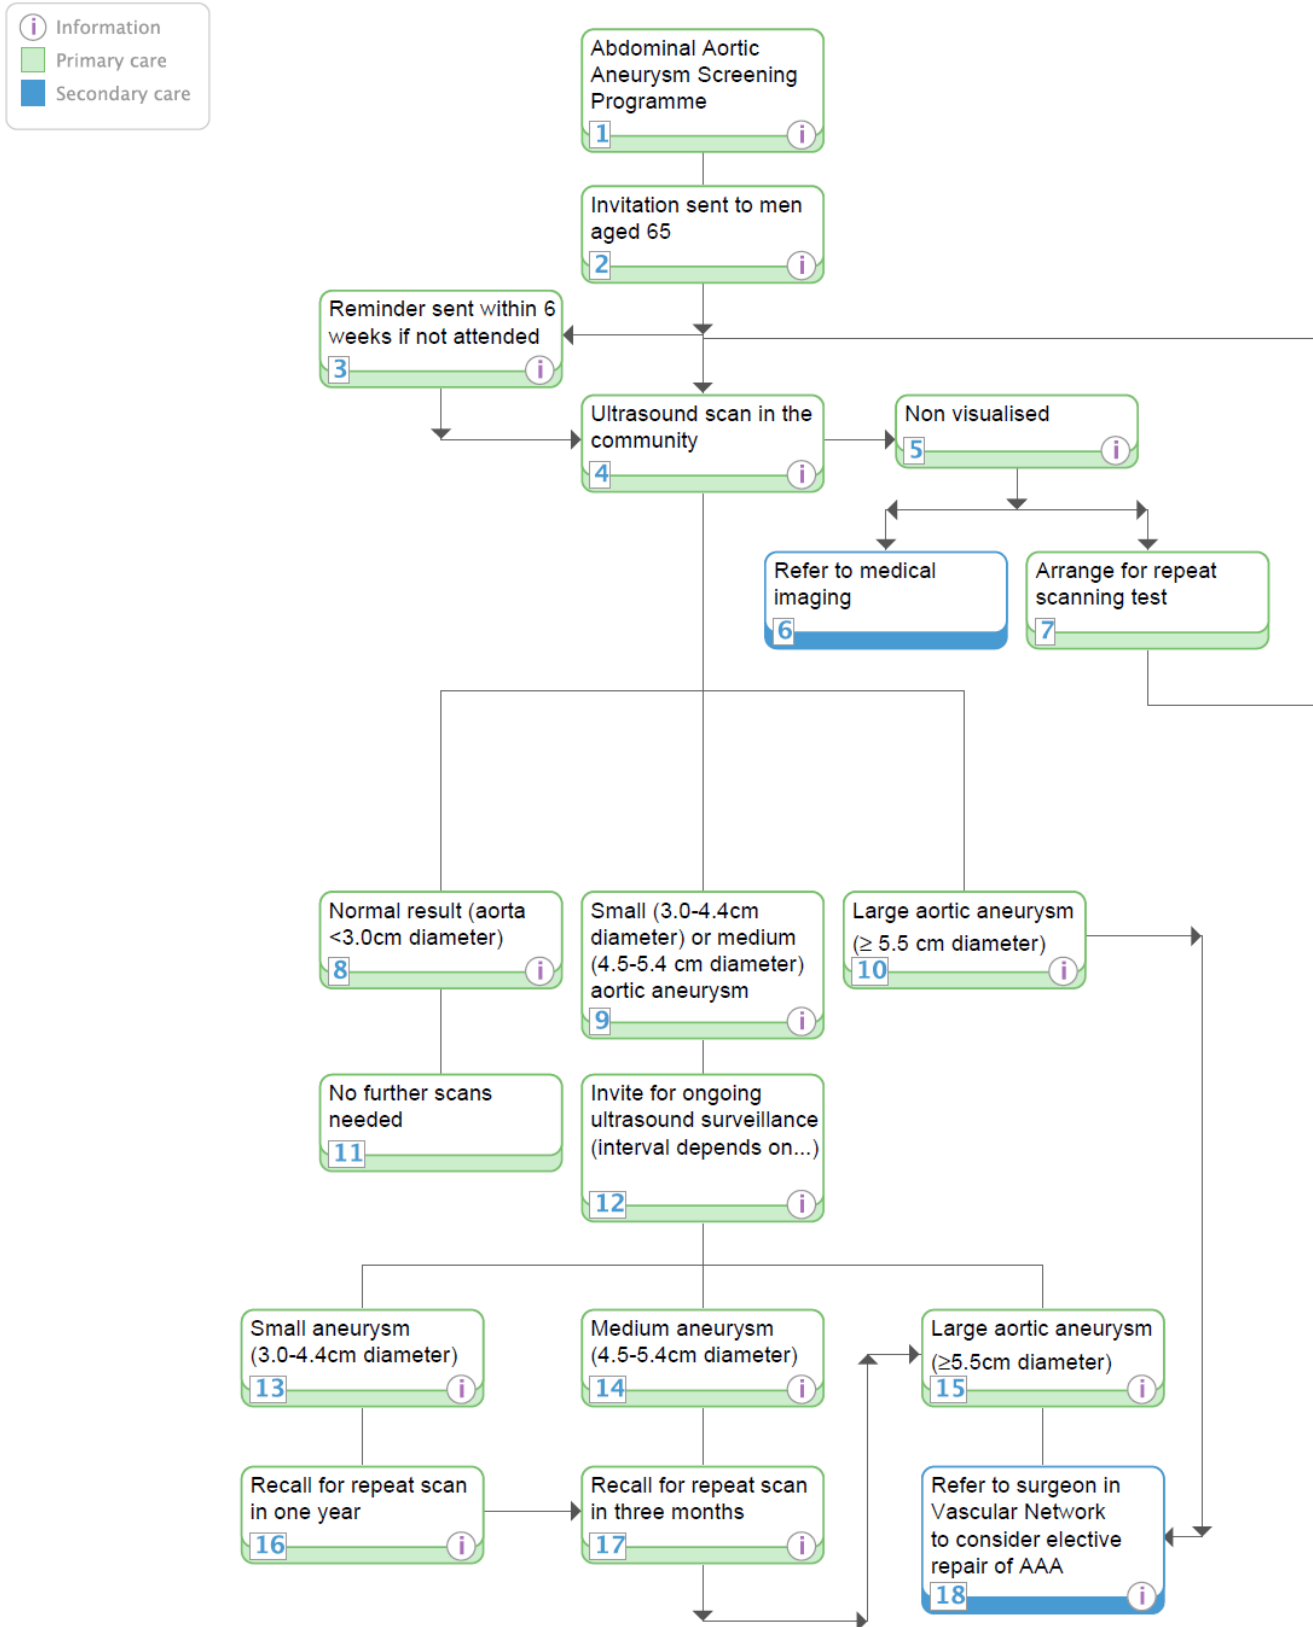 i Information
Primary care
Secondary care
Abdominal Aortic
Aneurysm Screening
Programme
1 i
Invitation sent to men
aged 65
2 i
Reminder sent within 6
weeks if not attended
3 i
Ultrasound scan in the
community
4 i
Non visualised
5 i
Refer to medical
imaging
6
Arrange for repeat
scanning test
7
Normal result (aorta
<3.0cm diameter)
8 i
Small (3.0-4.4cm
diameter) or medium
(4.5-5.4 cm diameter)
aortic aneurysm
9 i
Large aortic aneurysm
(≥ 5.5 cm diameter)
10 i
No further scans
needed
11
Invite for ongoing
ultrasound surveillance
(interval depends on...)
12 i
Small aneurysm
(3.0-4.4cm diameter)
13 i
Medium aneurysm
(4.5-5.4cm diameter)
14 i
Large aortic aneurysm
(≥5.5cm diameter)
15 i
Recall for repeat scan
in one year
16 i
Recall for repeat scan
in three months
17 i
Refer to surgeon in
Vascular Network
to consider elective
repair of AAA
18 i